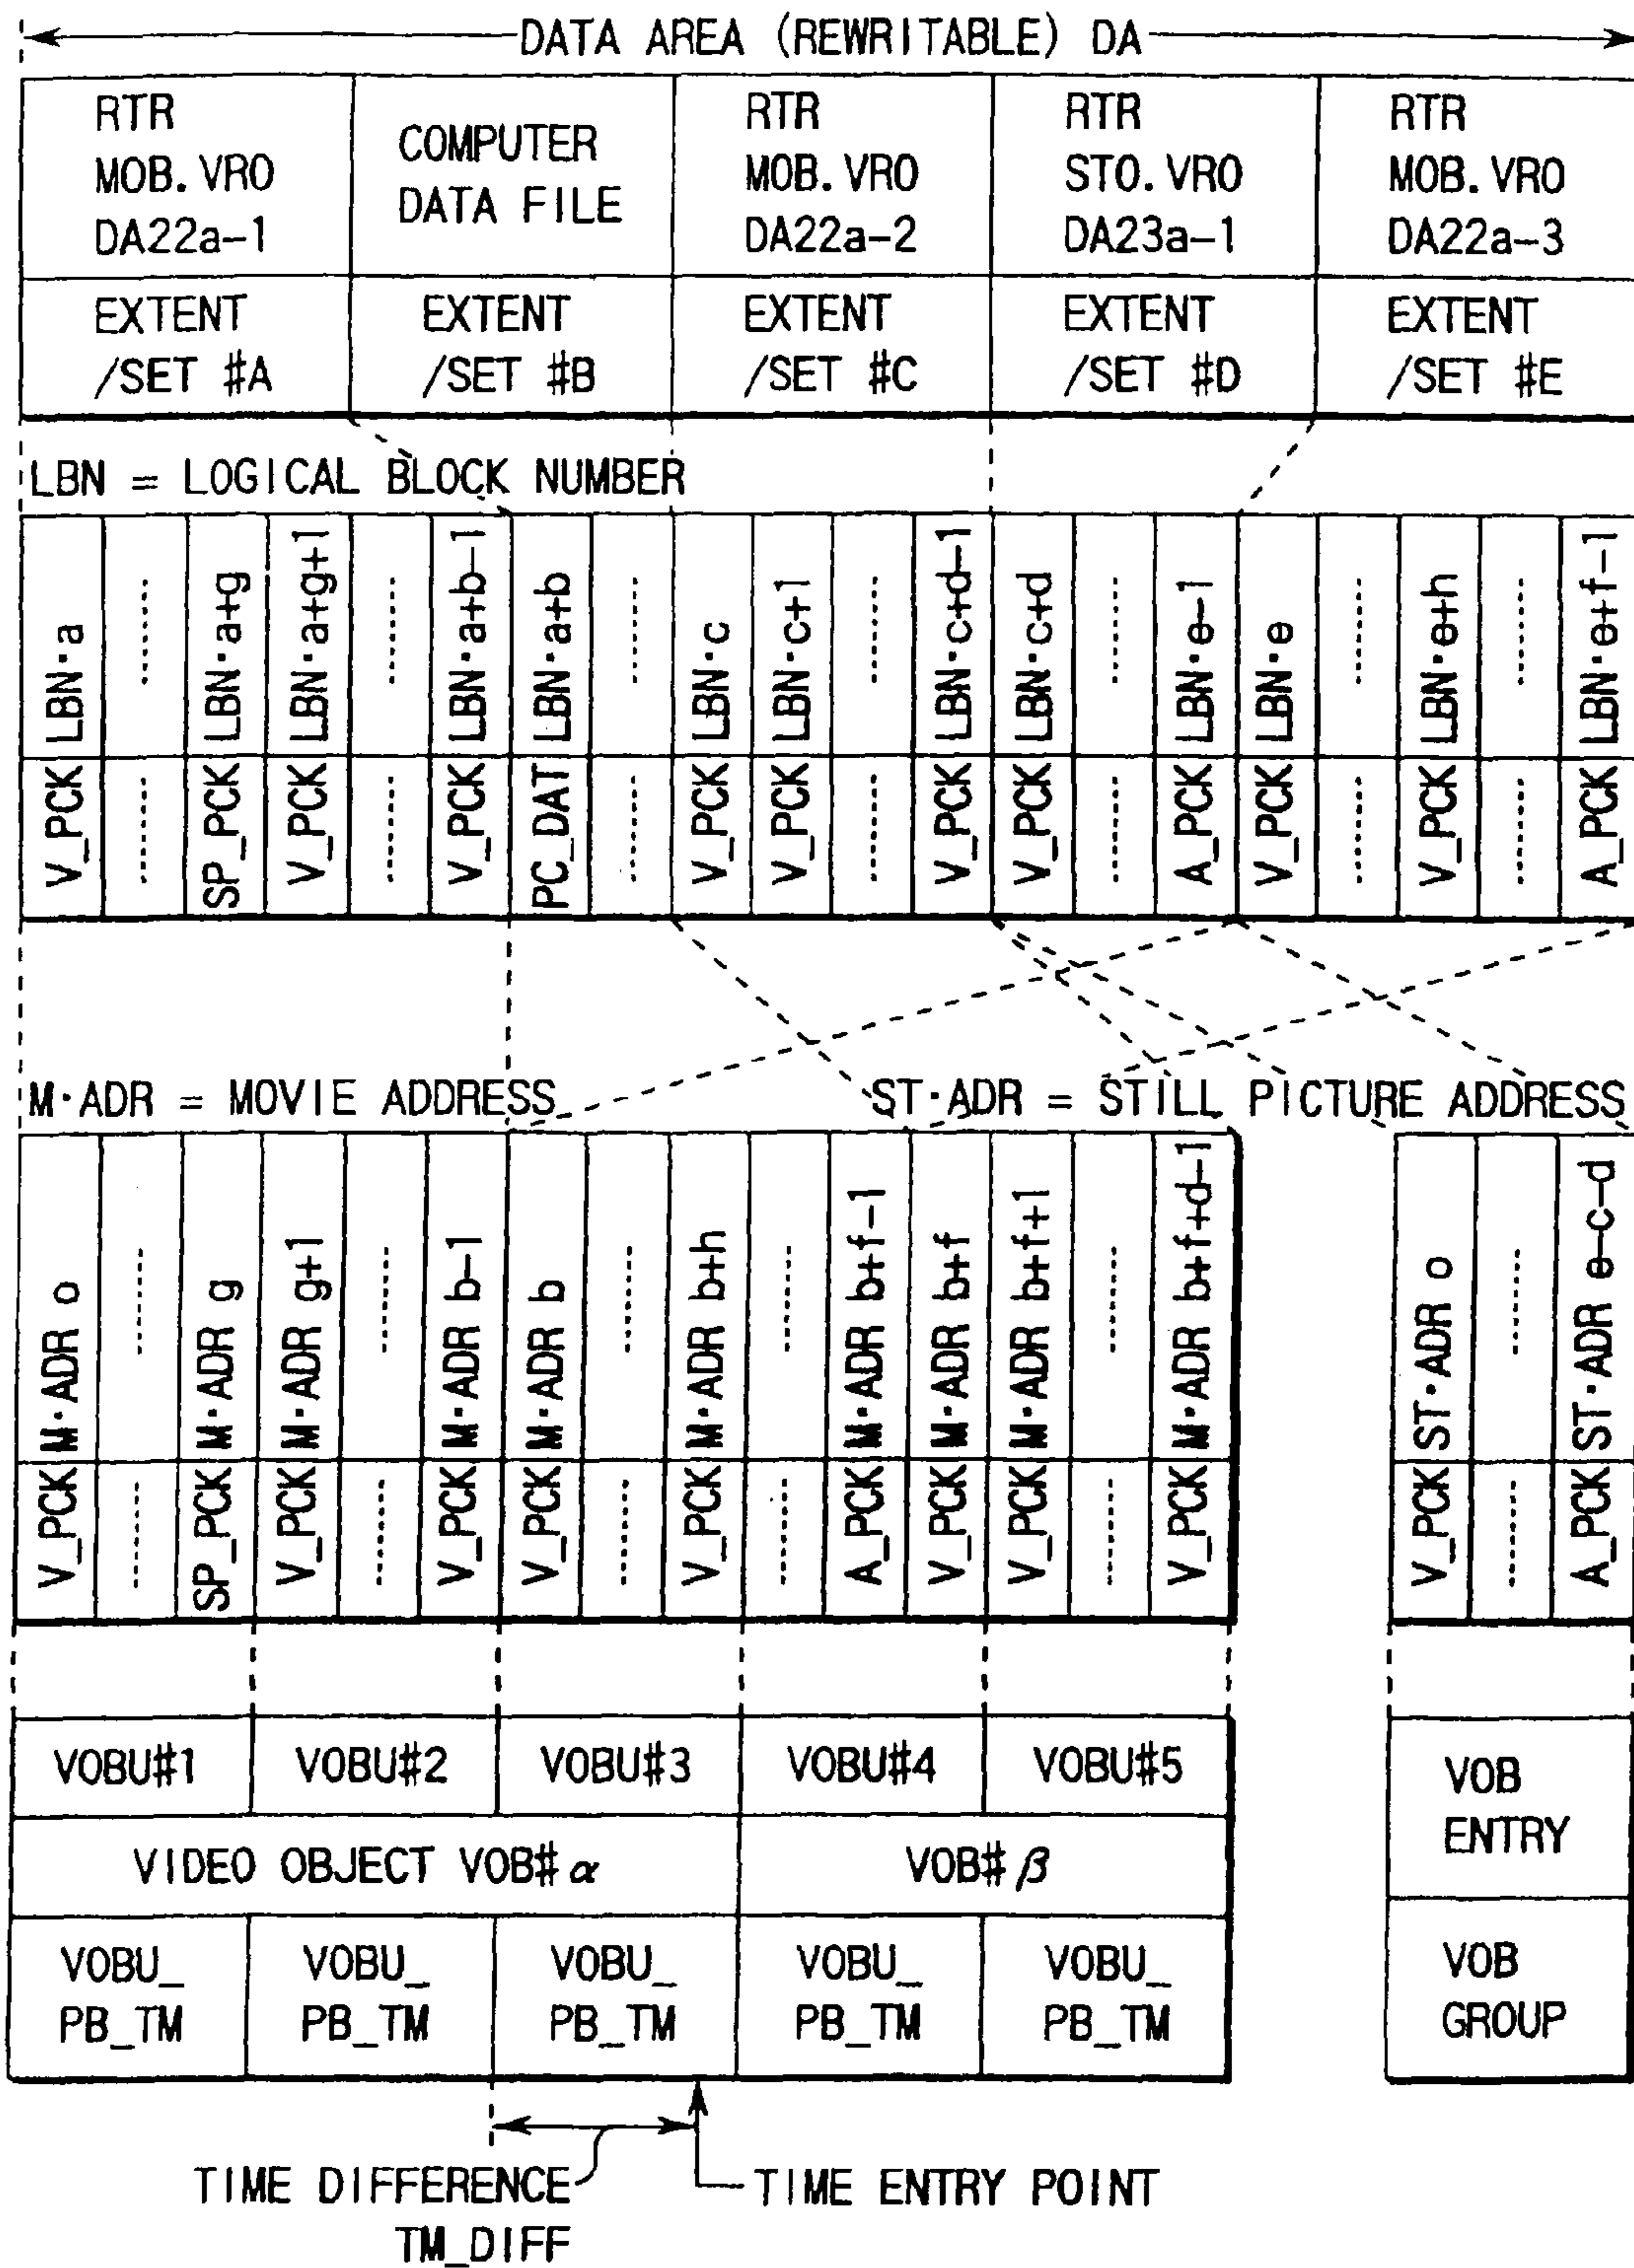 DATA AREA (REWRITABLE) DA
RTR
MOB.VRO
DA22a-1
COMPUTER
DATA FILE
RTR
MOB.VRO
DA22a-2
RTR
STO.VRO
DA23a-1
RTR
MOB.VRO
DA22a-3
EXTENT
/SET #A
EXTENT
/SET #B
EXTENT
/SET #C
EXTENT
/SET #D
EXTENT
/SET #E
LBN = LOGICAL BLOCK NUMBER
V_PCK LBN·a
SP_PCK LBN·a+g
V_PCK LBN·a+g+1
V_PCK LBN·a+b-1
PC_DAT LBN·a+b
V_PCK LBN·c
V_PCK LBN·c+1
V_PCK LBN·c+d-1
V_PCK LBN·c+d
A_PCK LBN·e-1
V_PCK LBN·e
V_PCK LBN·e+h
A_PCK LBN·e+f-1
M·ADR = MOVIE ADDRESS
ST·ADR = STILL PICTURE ADDRESS
V_PCK M·ADR o
SP_PCK M·ADR g
V_PCK M·ADR g+1
V_PCK M·ADR b-1
V_PCK M·ADR b
V_PCK M·ADR b+h
A_PCK M·ADR b+f-1
V_PCK M·ADR b+f
V_PCK M·ADR b+f+1
V_PCK M·ADR b+f+d-1
V_PCK ST·ADR o
A_PCK ST·ADR e-c-d
VOBU#1
VOBU#2
VOBU#3
VOBU#4
VOBU#5
VOB
ENTRY
VIDEO OBJECT VOB#α
VOB#β
VOBU_
PB_TM
VOBU_
PB_TM
VOBU_
PB_TM
VOBU_
PB_TM
VOBU_
PB_TM
VOB
GROUP
TIME DIFFERENCE
TM_DIFF
TIME ENTRY POINT